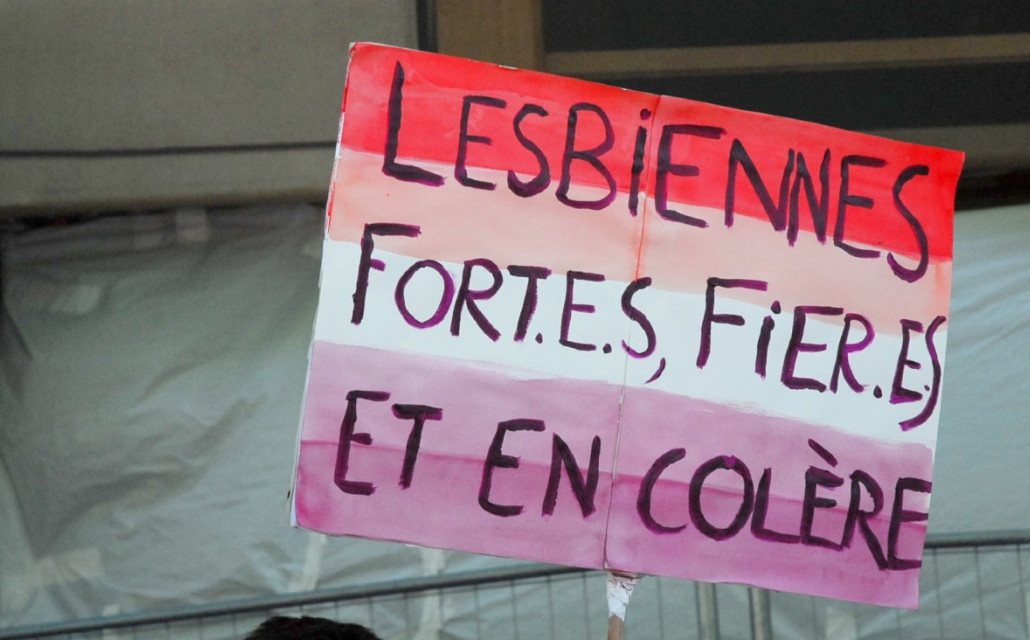 LESBiENNES
FORT.E.S, FiER.E.S
ET EN COLÈRE